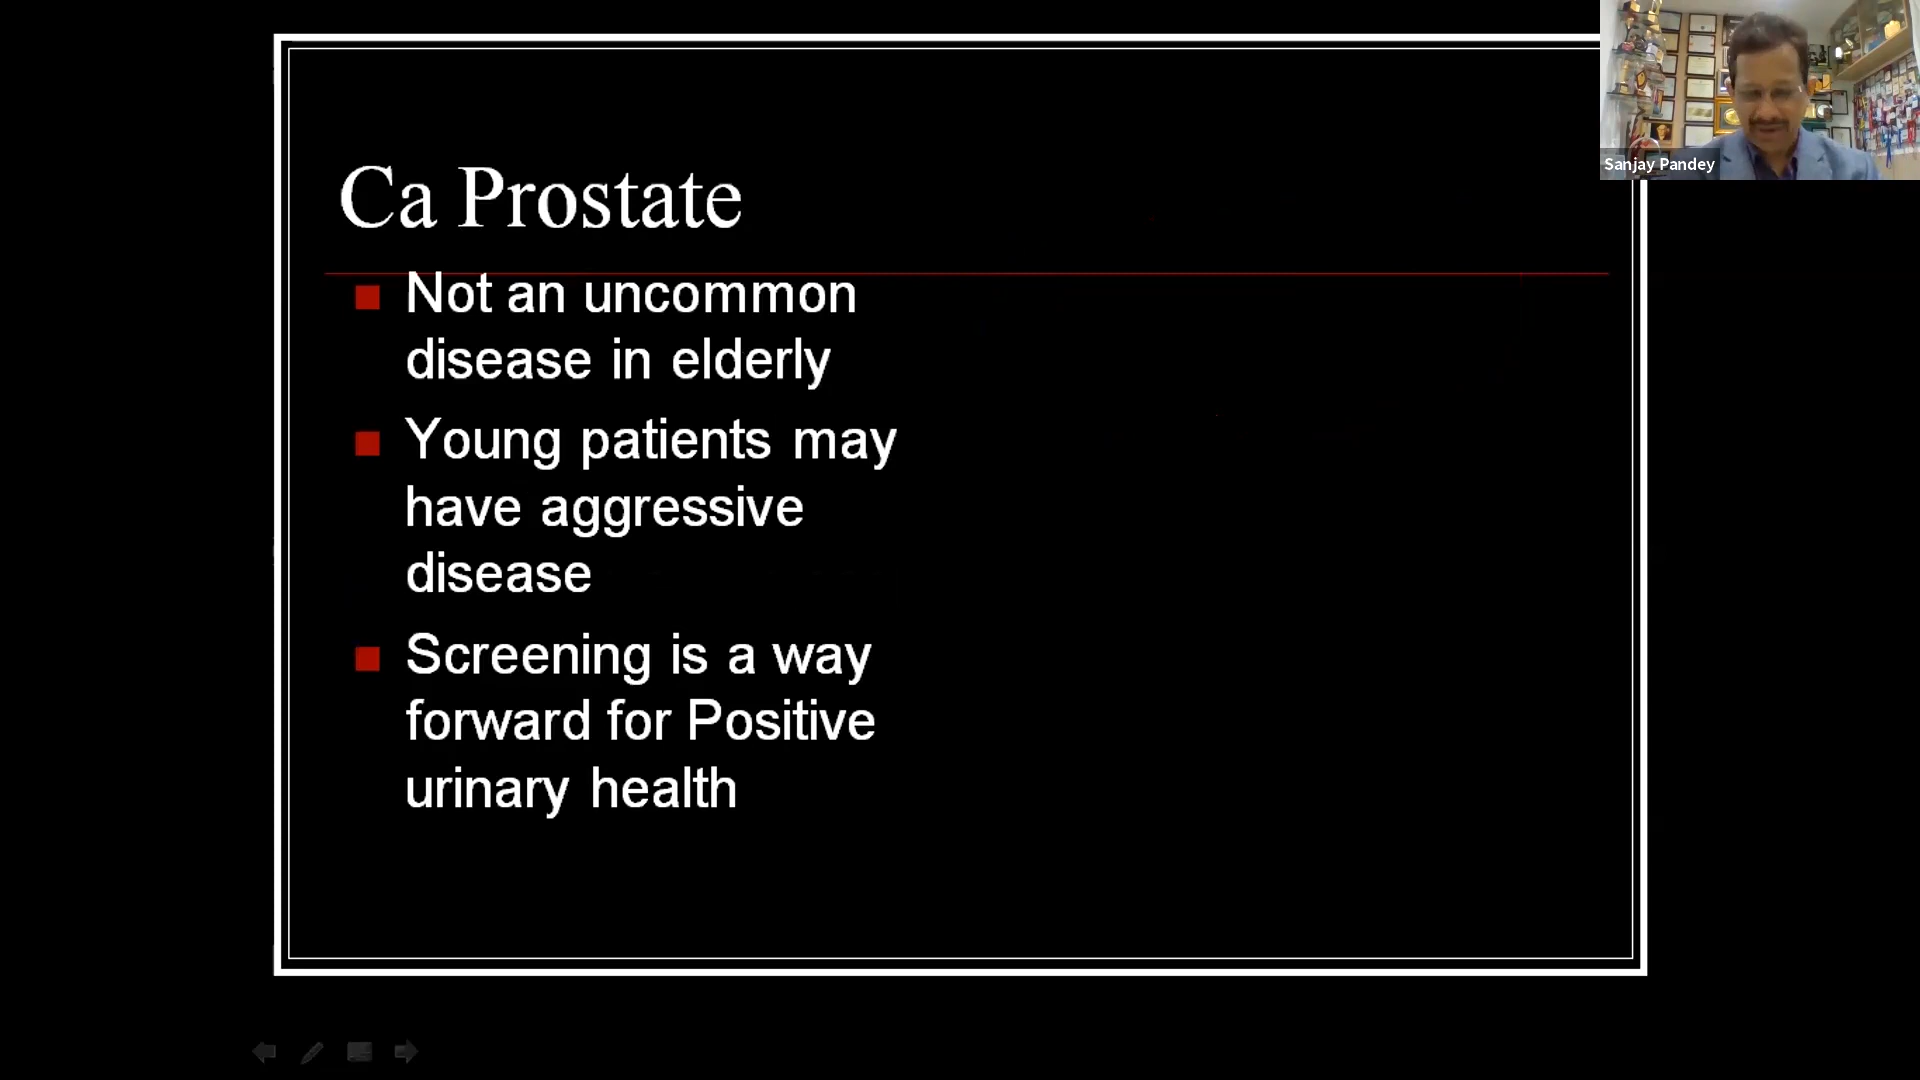 Ca Prostate
Not an uncommon
disease in elderly
Young patients may
have aggressive
disease
Screening is a way
forward for Positive
urinary health
Sanjay Pandey